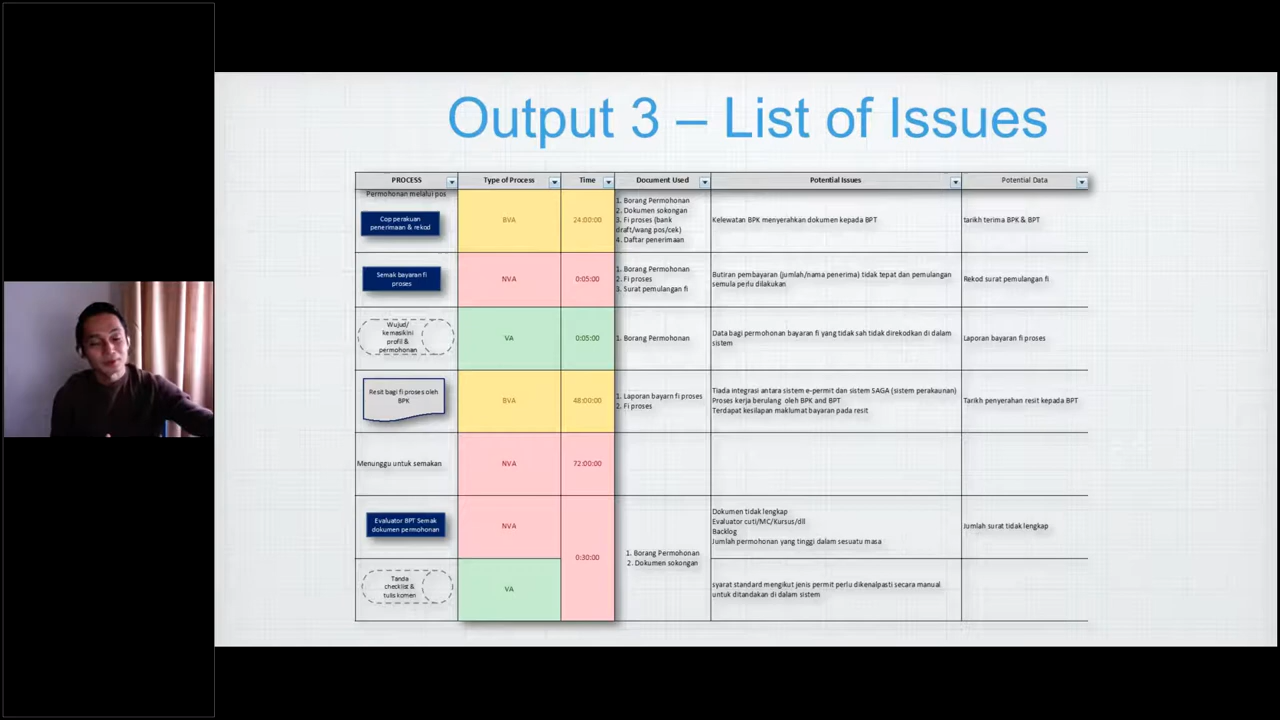 Output 3 – List of Issues
PROCESS
Type of Process
Time
Document Used
Potential Issues
Potential Data
Permohonan melalui pos
Cop perakuan
penerimaan & rekod
BVA
24:00:00
1. Borang Permohonan
2. Dokumen sokongan
3. Fi proses (bank
draft/wang pos/cek)
4. Daftar penerimaan
Kelewatan BPK menyerahkan dokumen kepada BPT
tarikh terima BPK & BPT
Semak bayaran fi
proses
NVA
0:05:00
1. Borang Permohonan
2. Fi proses
3. Surat pemulangan fi
Butiran pembayaran (jumlah/nama penerima) tidak tepat dan pemulangan
semula perlu dilakukan
Rekod surat pemulangan fi
Wujud/
kemaskini
profil &
permohonan
VA
0:05:00
1. Borang Permohonan
Data bagi permohonan bayaran fi yang tidak sah tidak direkodkan di dalam
sistem
Laporan bayaran fi proses
Resit bagi fi proses oleh
BPK
BVA
48:00:00
1. Laporan bayarn fi proses
2. Fi proses
Tiada integrasi antara sistem e-permit dan sistem SAGA (sistem perakaunan)
Proses kerja berulang oleh BPK and BPT
Terdapat kesilapan maklumat bayaran pada resit
Tarikh penyerahan resit kepada BPT
Menunggu untuk semakan
NVA
72:00:00
Evaluator BPT Semak
dokumen permohonan
NVA
0:30:00
1. Borang Permohonan
2. Dokumen sokongan
Dokumen tidak lengkap
Evaluator cuti/MC/Kursus/dll
Backlog
Jumlah permohonan yang tinggi dalam sesuatu masa
Jumlah surat tidak lengkap
Tanda
checklist &
tulis komen
VA
syarat standard mengikut jenis permit perlu dikenalpasti secara manual
untuk ditandakan di dalam sistem